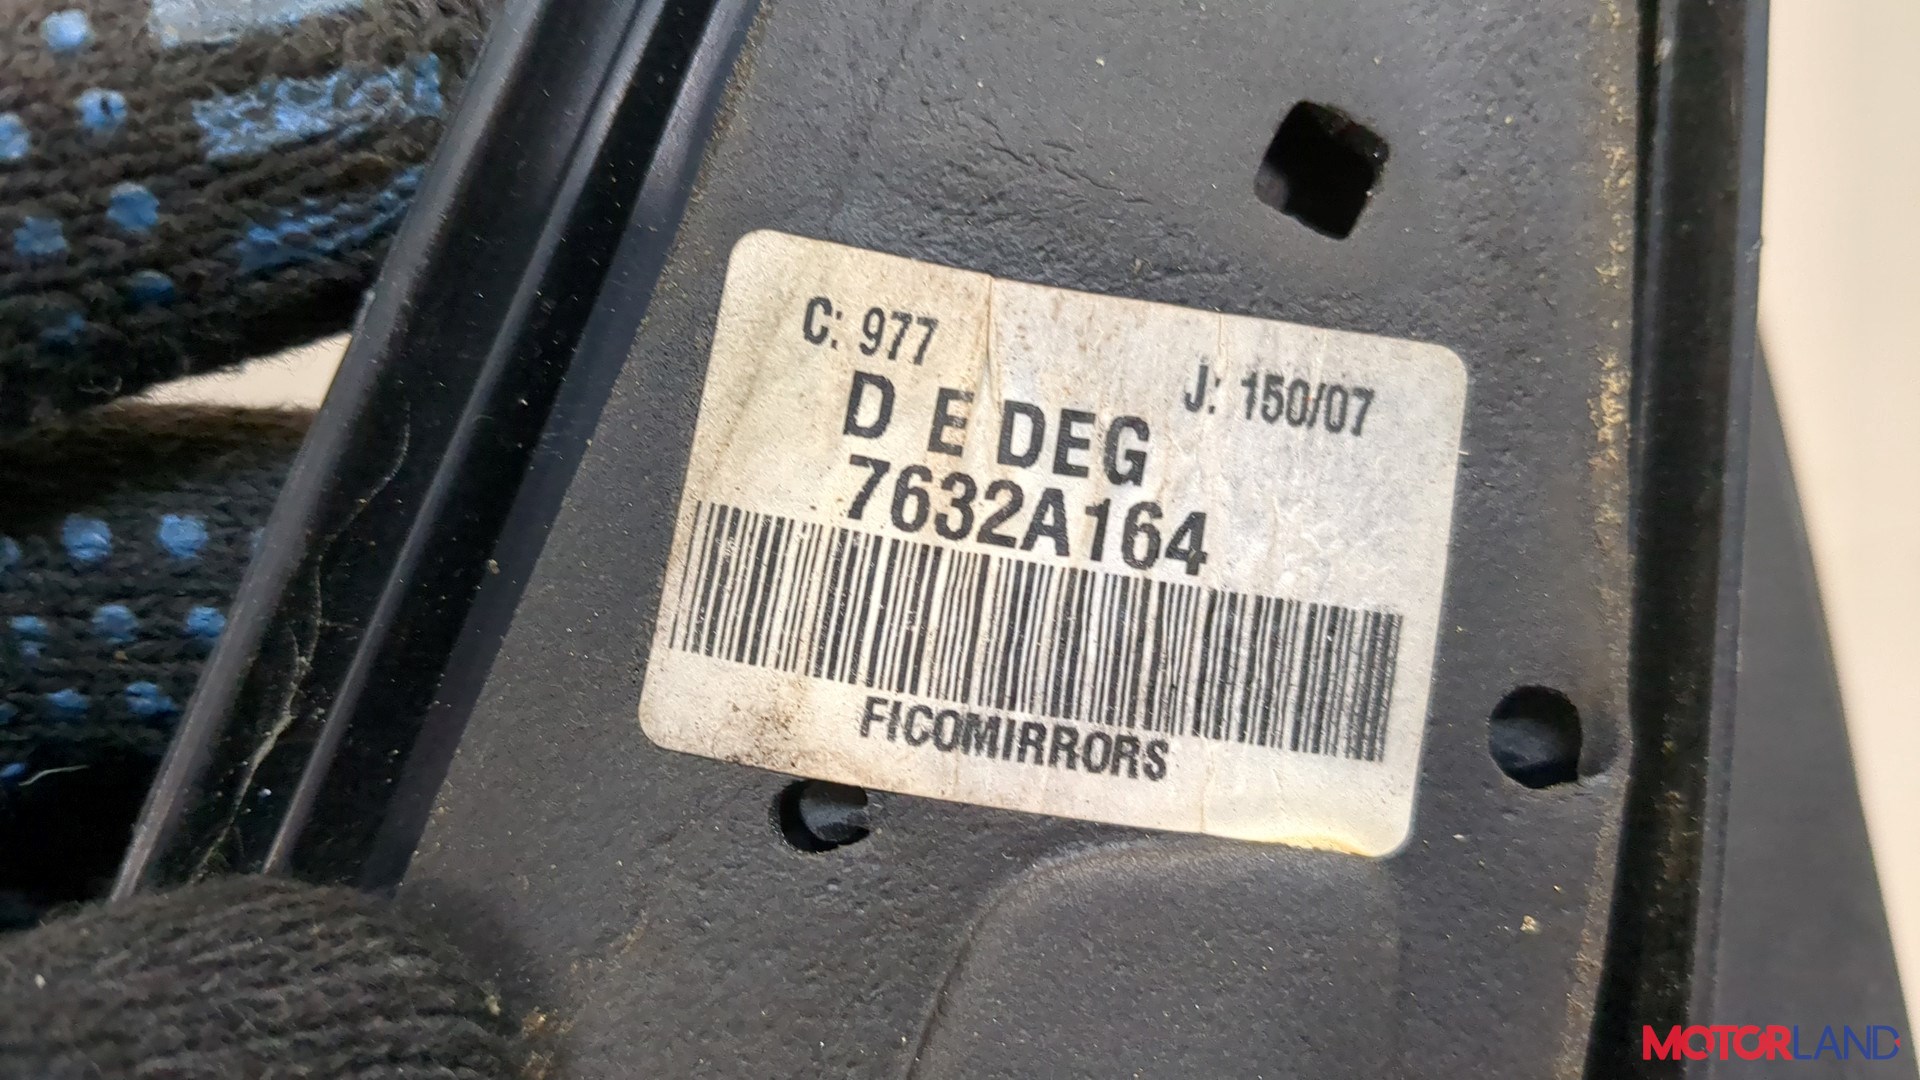 C: 977
J: 150/07
D E DEG
7632A164
FICOMIRRORS
MOTORLAND